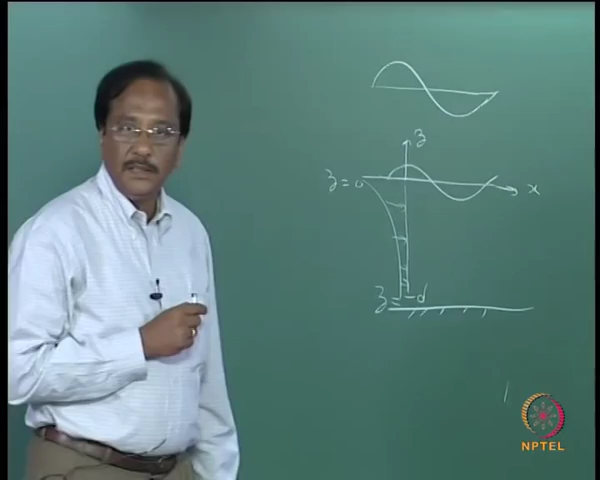 z
z = 0
x
z = -d
NPTEL